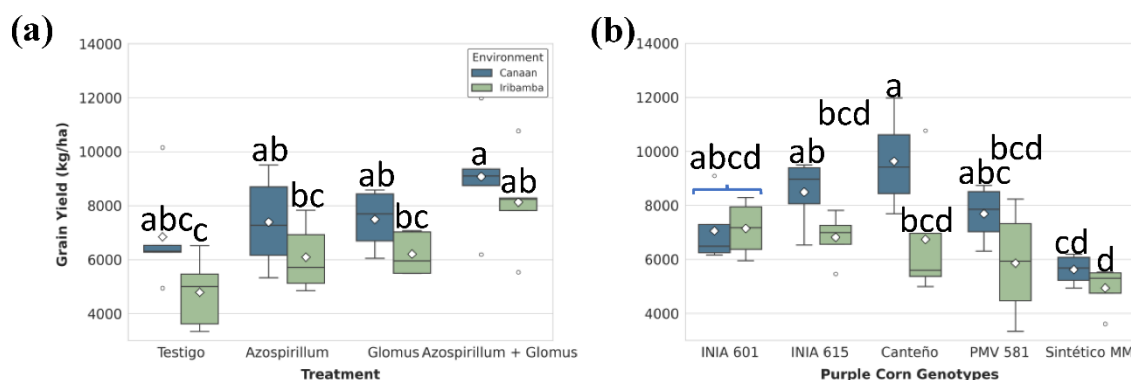 (a)
14000
12000
10000
8000
6000
4000
Grain Yield (kg/ha)
Environment
Canaan
Iribamba
abc
c
ab
bc
ab
bc
a
ab
Testigo
Azospirillum
Glomus
Azospirillum + Glomus
Treatment
(b)
14000
12000
10000
8000
6000
4000
abcd
ab
bcd
a
bcd
abc
bcd
cd
d
INIA 601
INIA 615
Canteño
PMV 581
Sintético MM
Purple Corn Genotypes